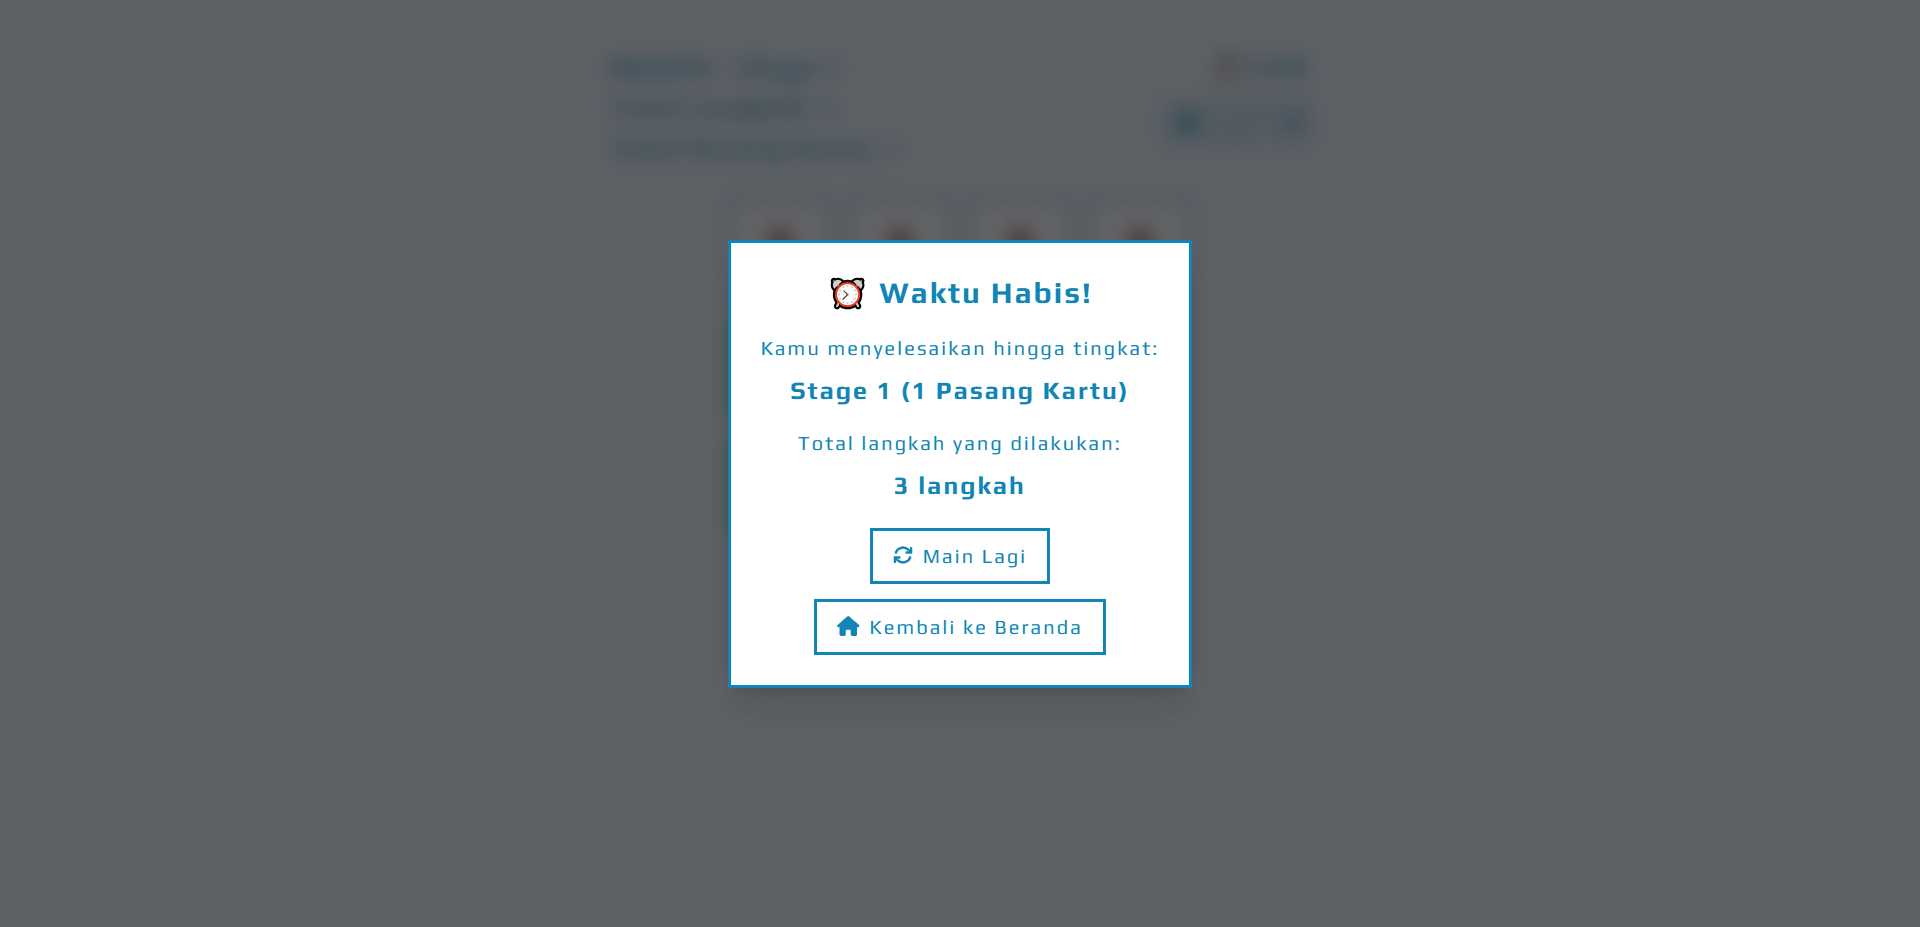 Waktu Habis!
Kamu menyelesaikan hingga tingkat:
Stage 1 (1 Pasang Kartu)
Total langkah yang dilakukan:
3 langkah
Main Lagi
Kembali ke Beranda